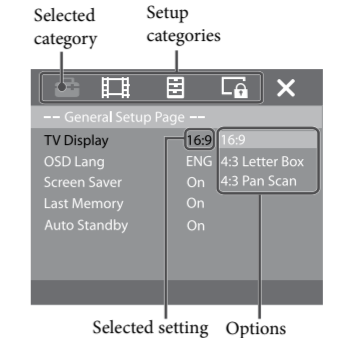 Selected category
Setup categories
-- General Setup Page --
TV Display 16:9 16:9
OSD Lang ENG 4:3 Letter Box
Screen Saver On 4:3 Pan Scan
Last Memory On
Auto Standby On
Selected setting Options